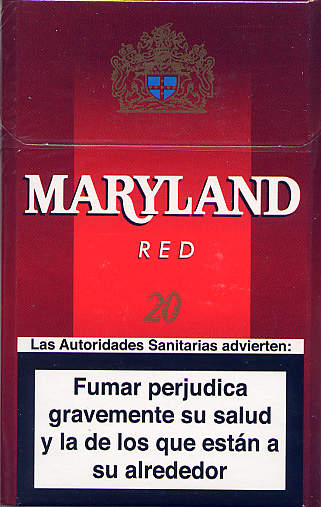 MARYLAND
RED
20
Las Autoridades Sanitarias advierten:
Fumar perjudica
gravemente su salud
y la de los que están a
su alrededor